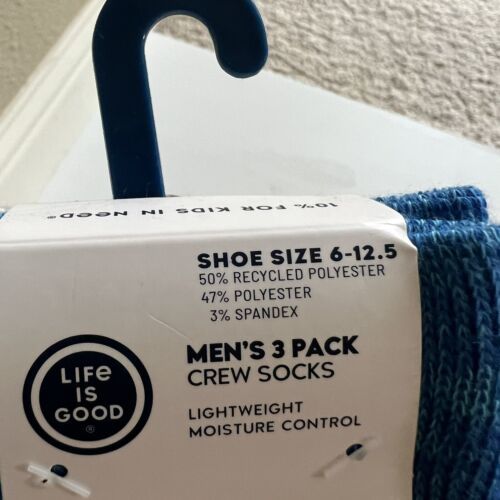 10% FOR KIDS IN NEED®
SHOE SIZE 6-12.5
50% RECYCLED POLYESTER
47% POLYESTER
3% SPANDEX
LIFE
IS
GOOD
®
MEN'S 3 PACK
CREW SOCKS
LIGHTWEIGHT
MOISTURE CONTROL